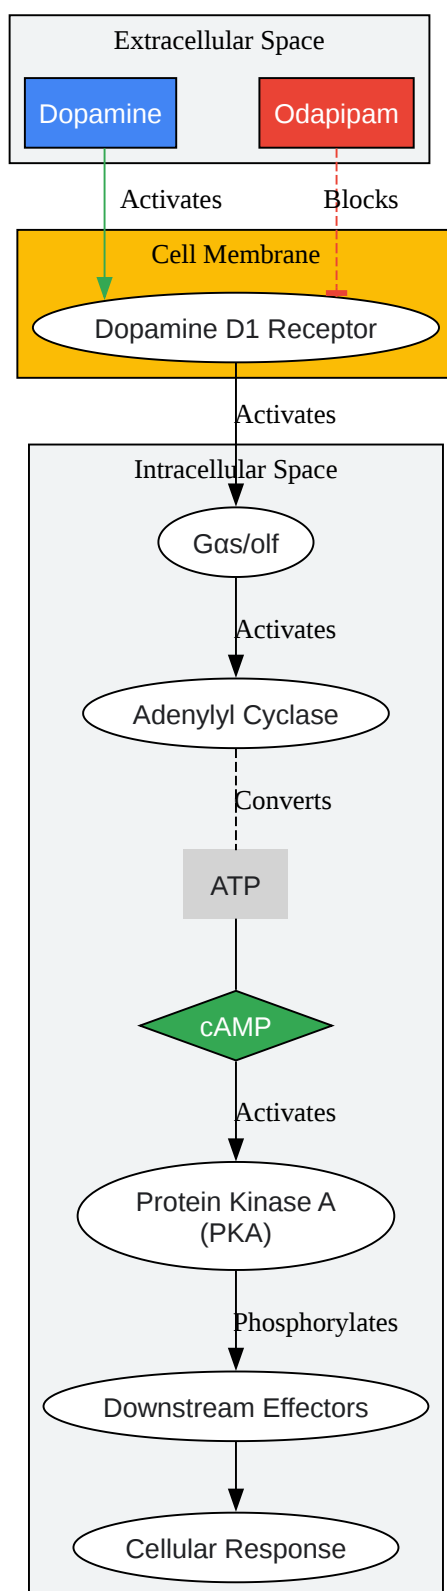 Extracellular Space
Dopamine
Odapipam
Activates
Blocks
Cell Membrane
Dopamine D1 Receptor
Activates
Intracellular Space
Gαs/olf
Activates
Adenylyl Cyclase
Converts
ATP
cAMP
Activates
Protein Kinase A
(PKA)
Phosphorylates
Downstream Effectors
Cellular Response